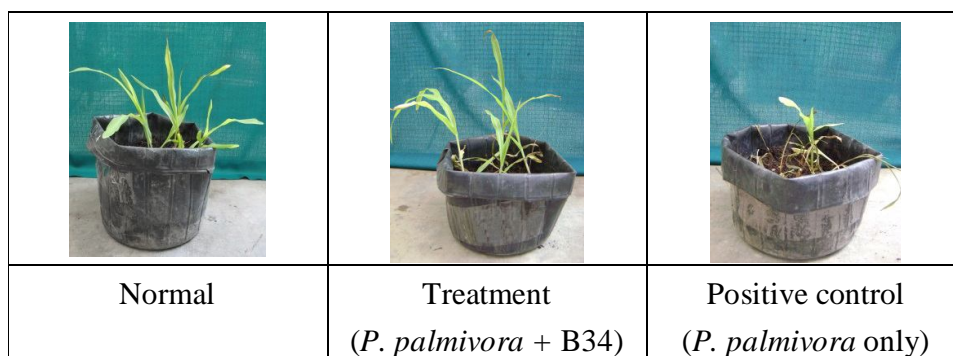 Normal
Treatment
(P. palmivora + B34)
Positive control
(P. palmivora only)